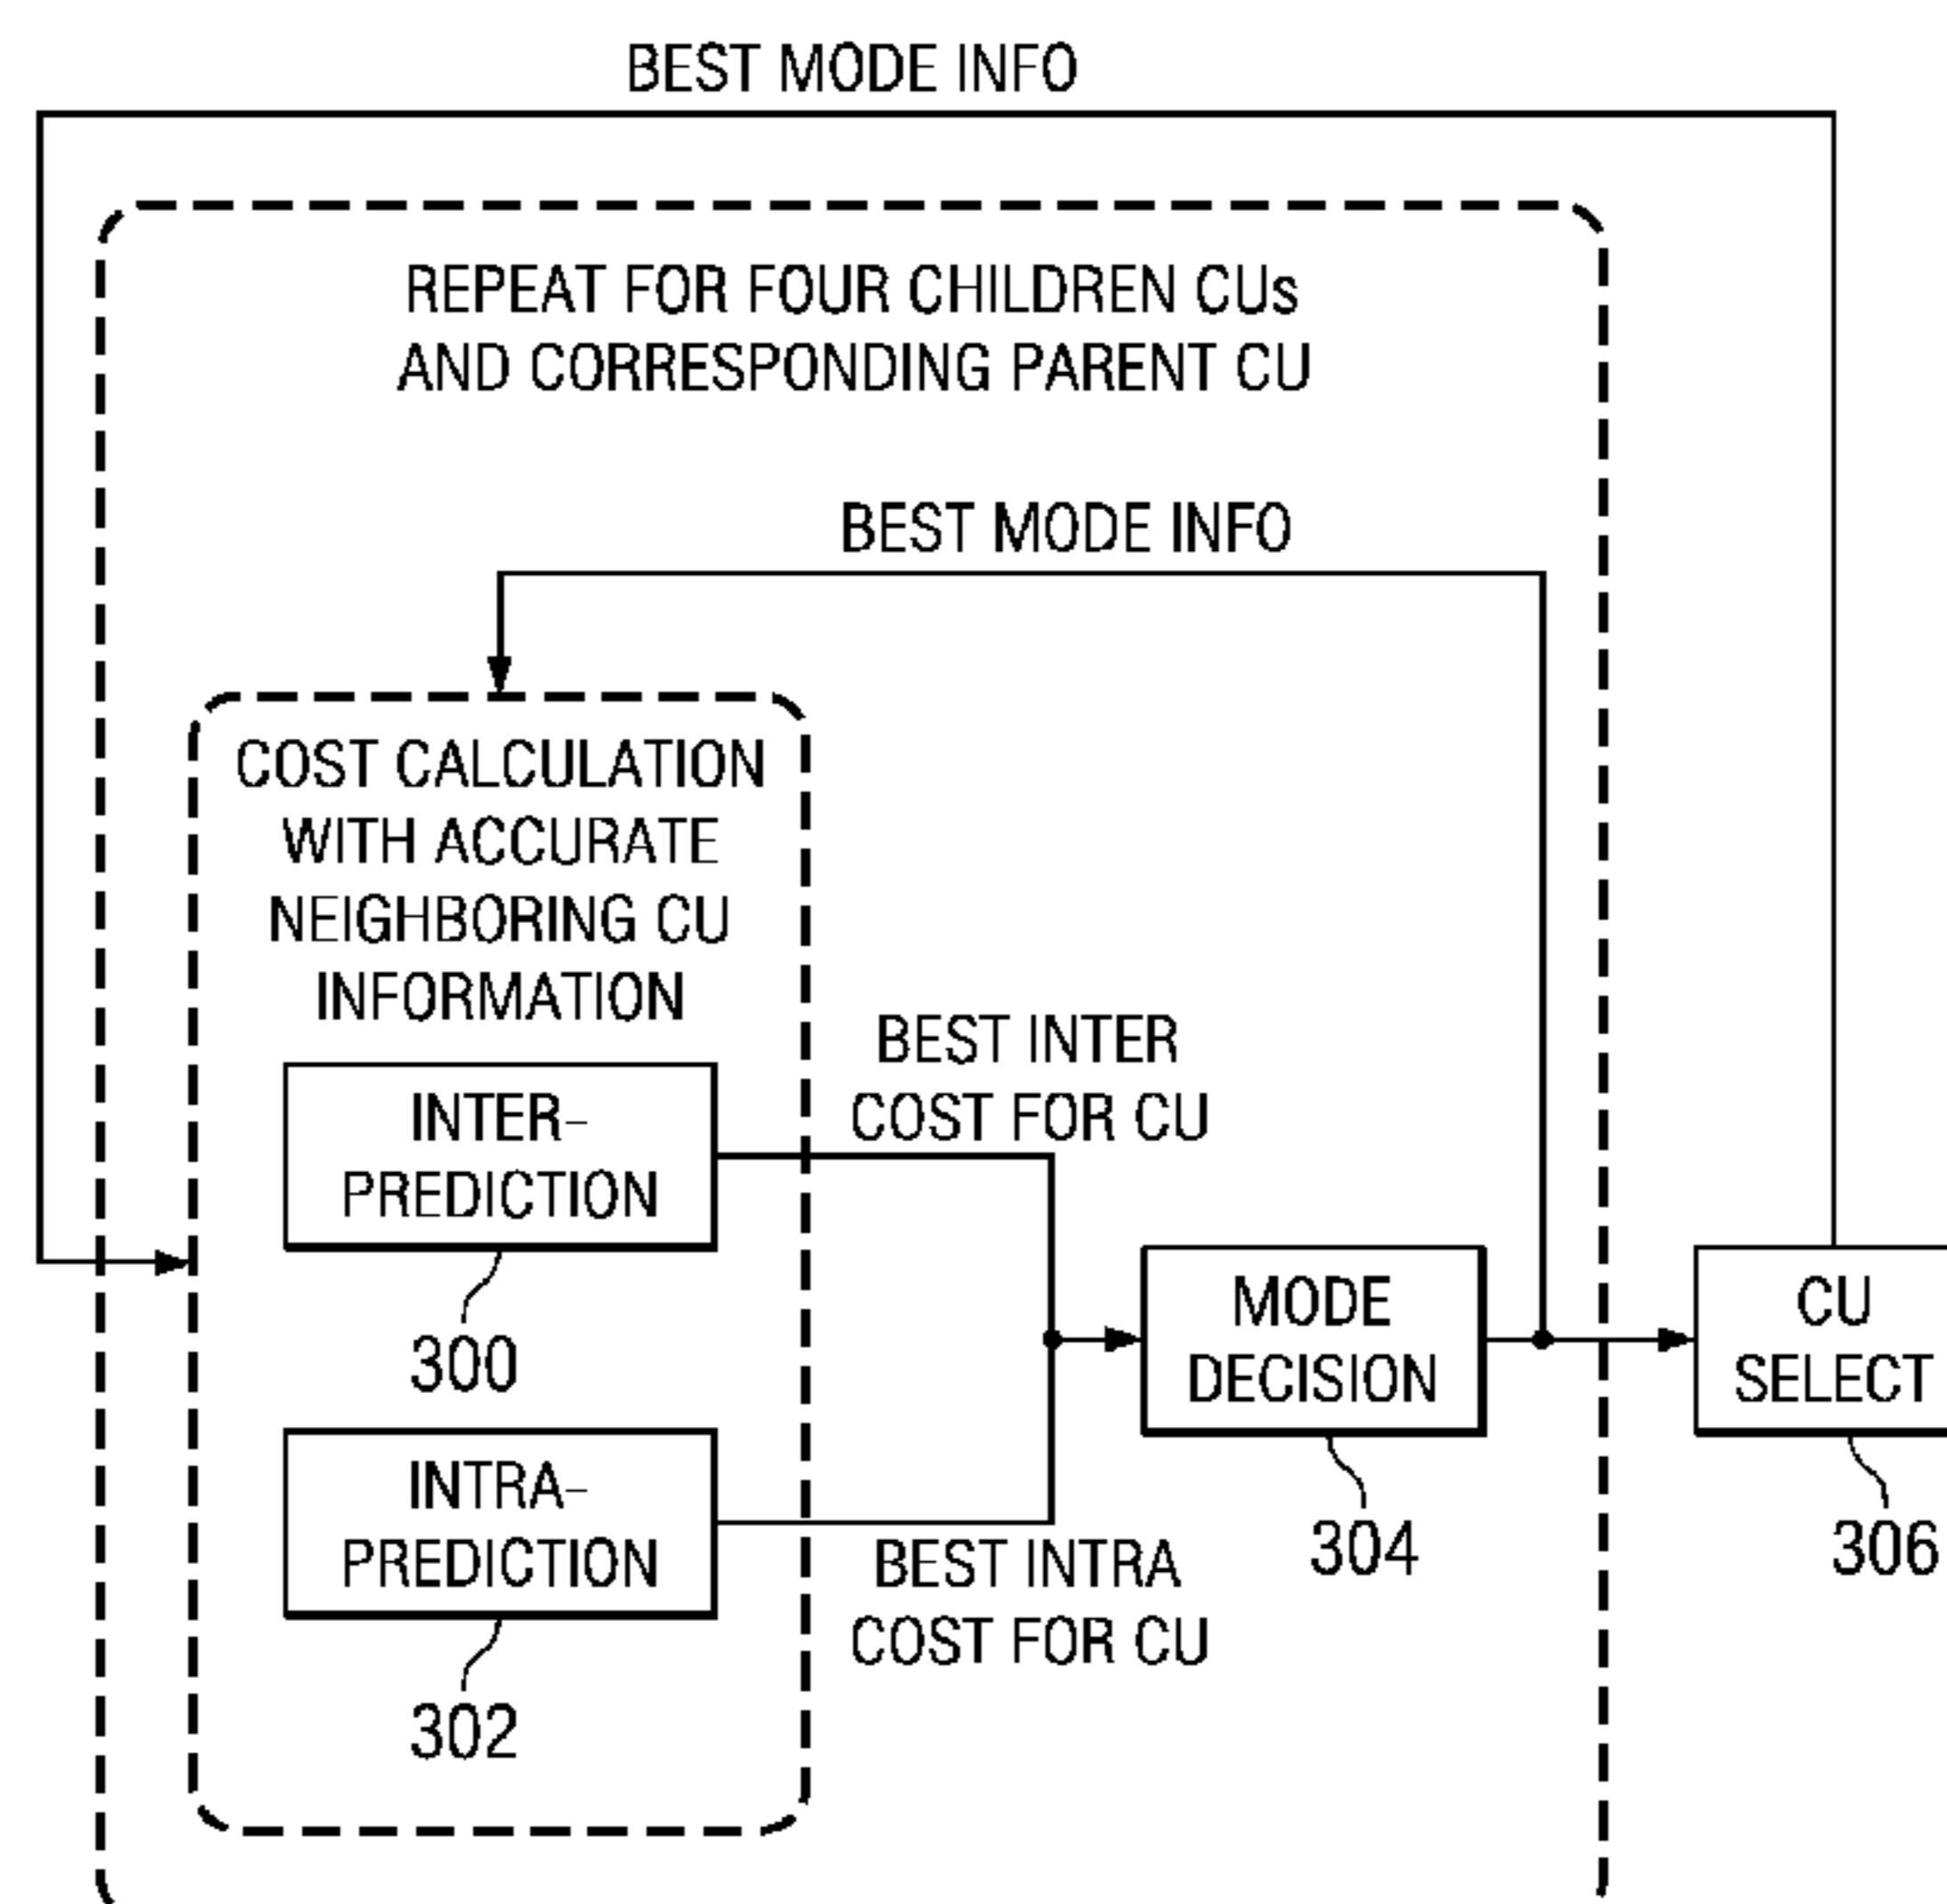 BEST MODE INFO
REPEAT FOR FOUR CHILDREN CUs
AND CORRESPONDING PARENT CU
BEST MODE INFO
COST CALCULATION
WITH ACCURATE
NEIGHBORING CU
INFORMATION
BEST INTER
COST FOR CU
INTER-
PREDICTION
300
MODE
DECISION
304
CU
SELECT
306
INTRA-
PREDICTION
302
BEST INTRA
COST FOR CU